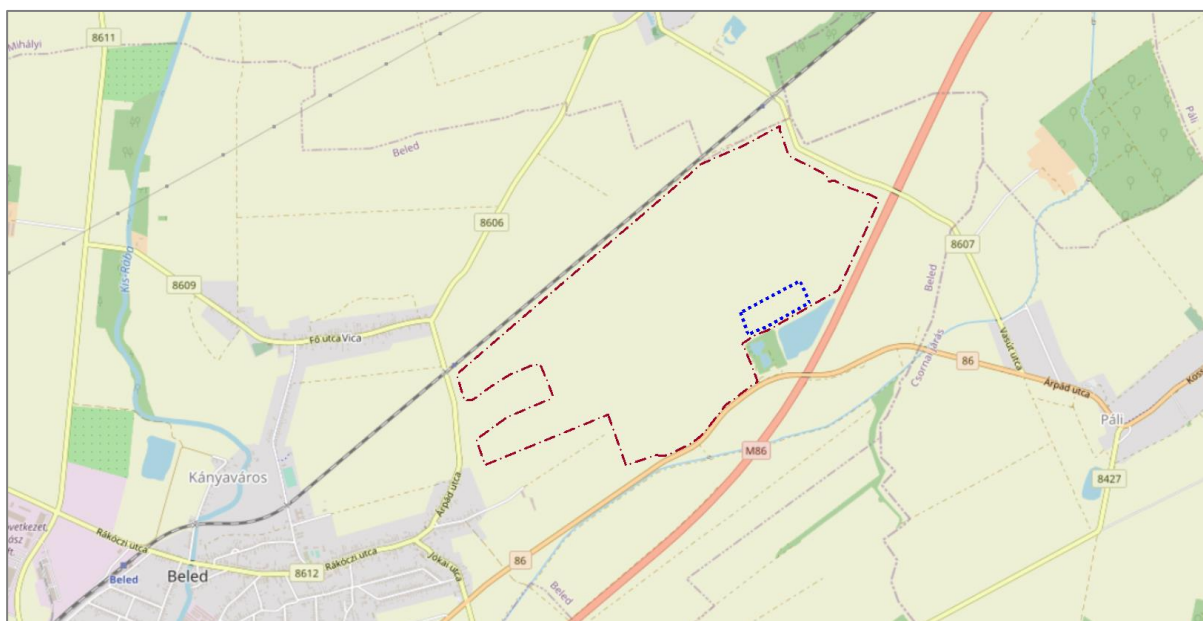 8611
Mihályi
Beled
Páli
8606
Kis-Rába
8607
Beled
8609
Fő utca
Vica
Vasút utca
Csornai járás
86
Árpád utca
Páli
M86
Kányaváros
8427
Árpád utca
Rákóczi utca
86
Rákóczi utca
Jókai utca
Beled
8612
Beled
Beled